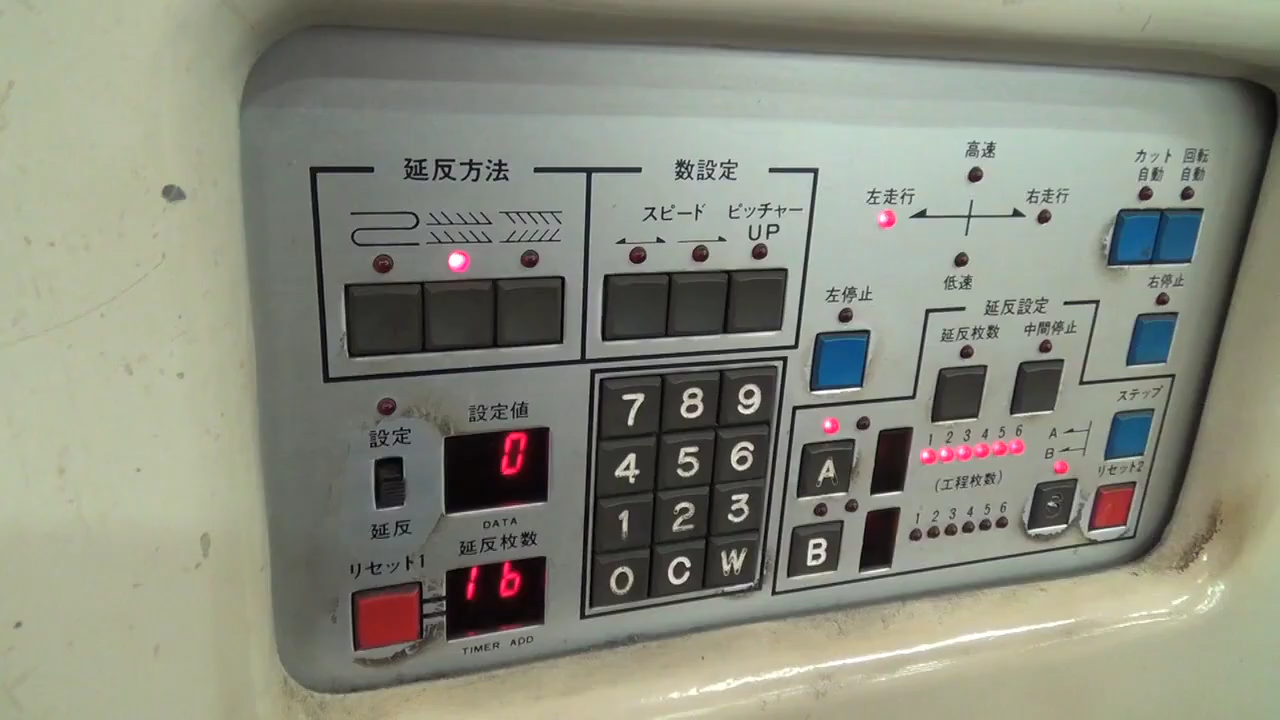 延反方法
数設定
スピード
ピッチャー
UP
高速
左走行
右走行
低速
カット 回転
自動 自動
左停止
右停止
延反設定
延反枚数
中間停止
ステップ
設定
延反
設定値
0
DATA
延反枚数
16
TIMER ADD
リセット1
7 8 9
4 5 6
1 2 3
0 C W
A
B
1 2 3 4 5 6
(工程枚数)
1 2 3 4 5 6
A
B
リセット2